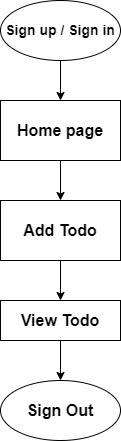 Sign up / Sign in
Home page
Add Todo
View Todo
Sign Out